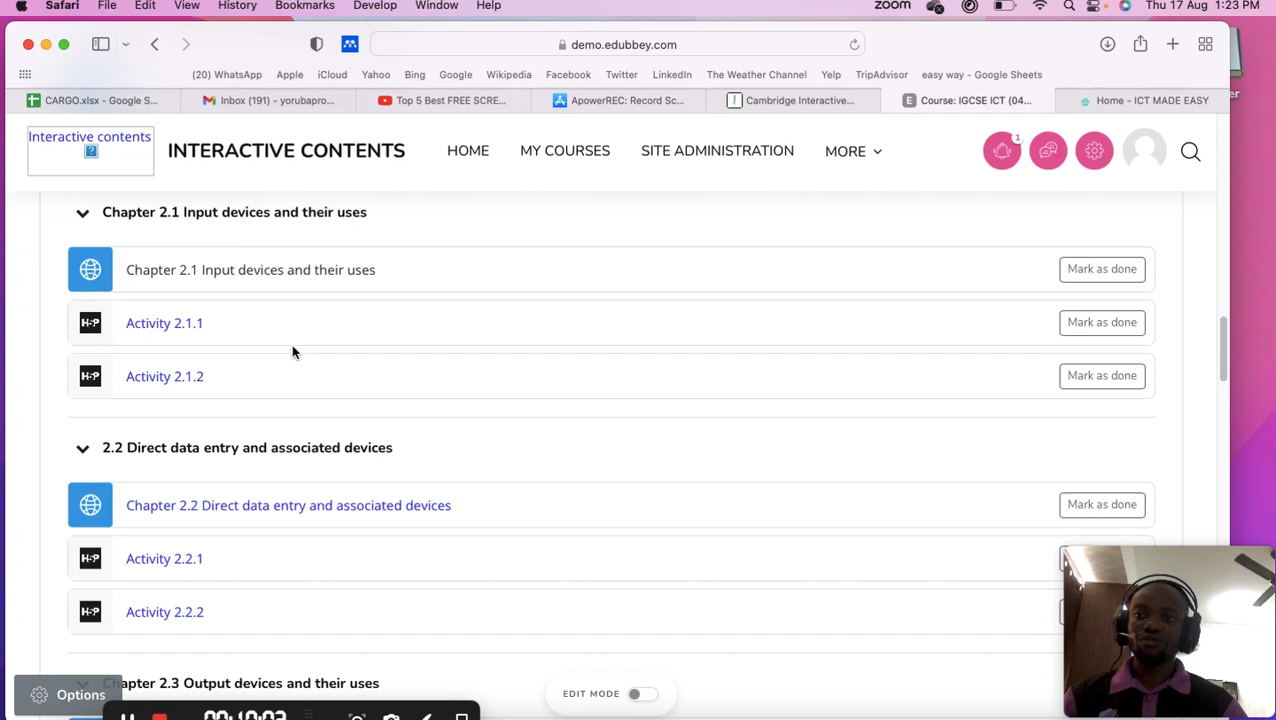 Safari File Edit View History Bookmarks Develop Window Help zoom Thu 17 Aug 1:23 PM
demo.edubbey.com
(20) WhatsApp Apple iCloud Yahoo Bing Google Wikipedia Facebook Twitter LinkedIn The Weather Channel Yelp TripAdvisor easy way - Google Sheets
CARGO.xlsx - Google S... Inbox (191) - yorubapro... Top 5 Best FREE SCRE... ApowerREC: Record Sc... Cambridge Interactive... E Course: IGCSE ICT (04... Home - ICT MADE EASY
Interactive contents INTERACTIVE CONTENTS HOME MY COURSES SITE ADMINISTRATION MORE 1
Chapter 2.1 Input devices and their uses
Chapter 2.1 Input devices and their uses Mark as done
H-P Activity 2.1.1 Mark as done
H-P Activity 2.1.2 Mark as done
2.2 Direct data entry and associated devices
Chapter 2.2 Direct data entry and associated devices Mark as done
H-P Activity 2.2.1
H-P Activity 2.2.2
Chapter 2.3 Output devices and their uses
Options EDIT MODE